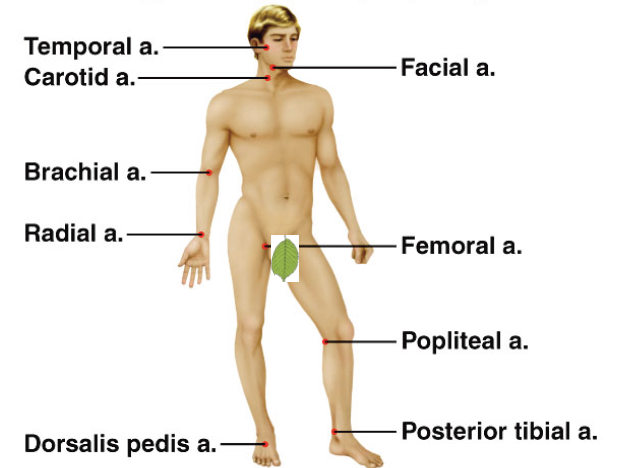 Temporal a.
Carotid a.
Facial a.
Brachial a.
Radial a.
Femoral a.
Popliteal a.
Posterior tibial a.
Dorsalis pedis a.